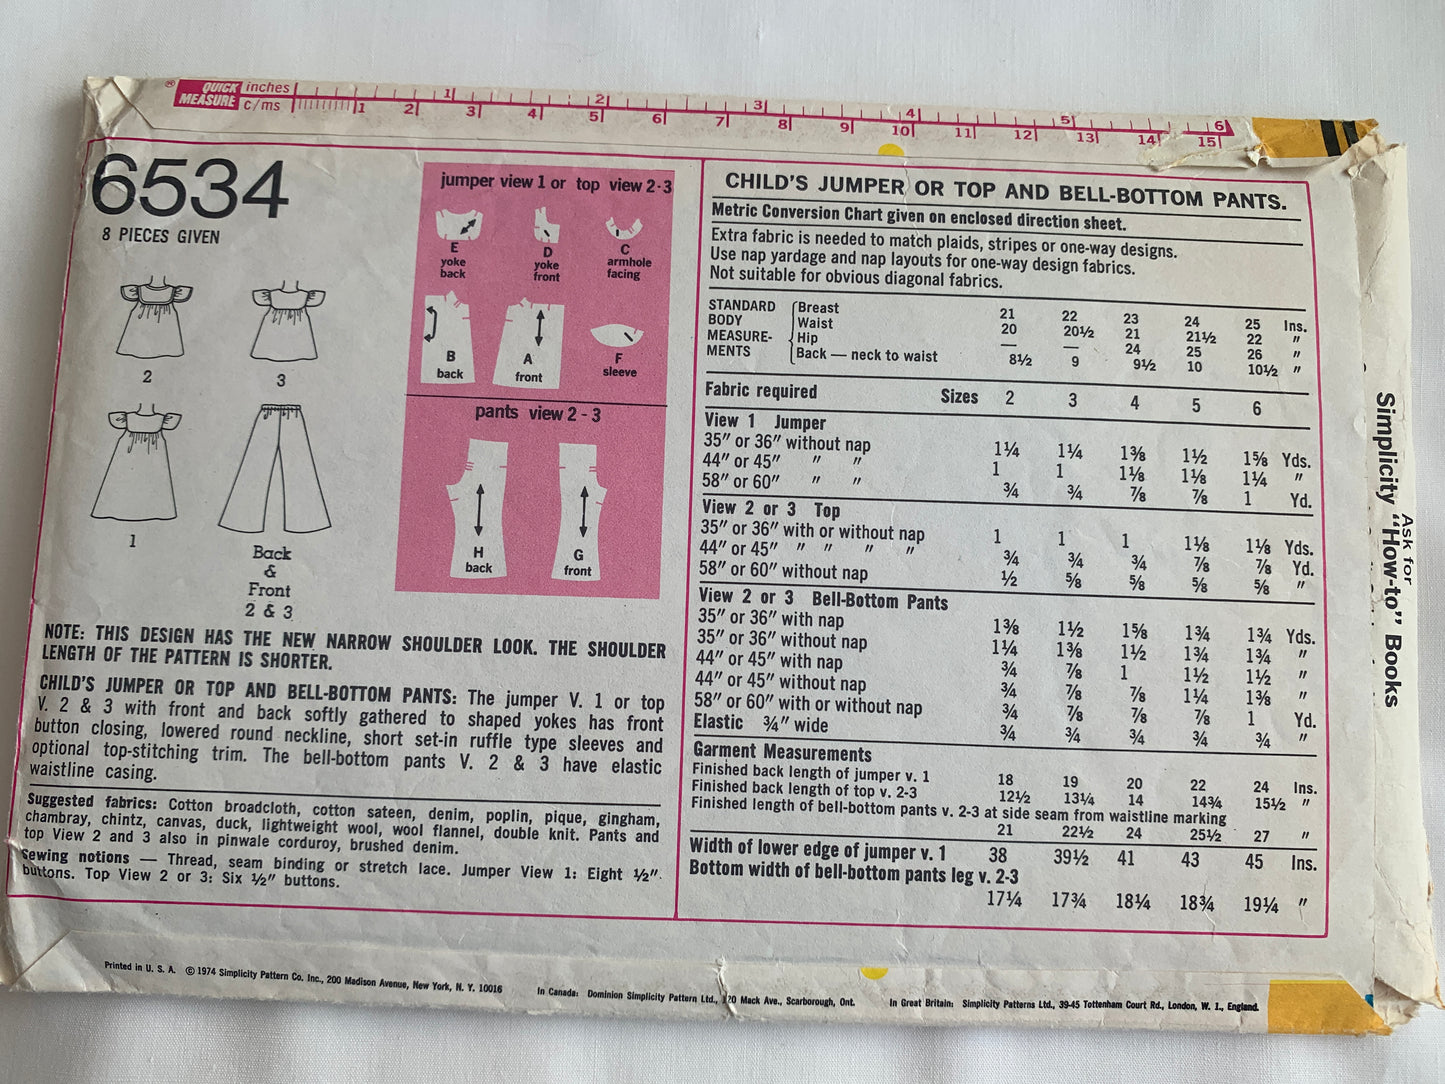 QUICK MEASURE ® inches
c/ms
1 2 3 4 5 6
1 2 3 4 5 6 7 8 9 10 11 12 13 14 15
6534
8 PIECES GIVEN
2
3
1
Back
&
Front
2 & 3
jumper view 1 or top view 2-3
E
yoke
back
D
yoke
front
C
armhole
facing
B
back
A
front
F
sleeve
pants view 2 - 3
H
back
G
front
NOTE: THIS DESIGN HAS THE NEW NARROW SHOULDER LOOK. THE SHOULDER
LENGTH OF THE PATTERN IS SHORTER.
CHILD'S JUMPER OR TOP AND BELL-BOTTOM PANTS: The jumper V. 1 or top
V. 2 & 3 with front and back softly gathered to shaped yokes has front
button closing, lowered round neckline, short set-in ruffle type sleeves and
optional top-stitching trim. The bell-bottom pants V. 2 & 3 have elastic
waistline casing.
Suggested fabrics: Cotton broadcloth, cotton sateen, denim, poplin, pique, gingham,
chambray, chintz, canvas, duck, lightweight wool, wool flannel, double knit. Pants and
top View 2 and 3 also in pinwale corduroy, brushed denim.
Sewing notions — Thread, seam binding or stretch lace. Jumper View 1: Eight ½"
buttons. Top View 2 or 3: Six ½" buttons.
CHILD'S JUMPER OR TOP AND BELL-BOTTOM PANTS.
Metric Conversion Chart given on enclosed direction sheet.
Extra fabric is needed to match plaids, stripes or one-way designs.
Use nap yardage and nap layouts for one-way design fabrics.
Not suitable for obvious diagonal fabrics.
STANDARD BODY MEASURE-MENTS
Breast 21 22 23 24 25 Ins.
Waist 20 20½ 21 21½ 22 "
Hip — — 24 25 26 "
Back — neck to waist 8½ 9 9½ 10 10½ "
Fabric required Sizes 2 3 4 5 6
View 1 Jumper
35" or 36" without nap 1¼ 1¼ 1⅜ 1½ 1⅝ Yds.
44" or 45" " " 1 1 1⅛ 1⅛ 1¼ "
58" or 60" " " ¾ ¾ ⅞ ⅞ 1 Yd.
View 2 or 3 Top
35" or 36" with or without nap 1 1 1 1⅛ 1⅛ Yds.
44" or 45" " " " " ¾ ¾ ¾ ⅞ ⅞ Yd.
58" or 60" without nap ½ ⅝ ⅝ ⅝ ⅝ "
View 2 or 3 Bell-Bottom Pants
35" or 36" with nap 1⅜ 1½ 1⅝ 1¾ 1¾ Yds.
35" or 36" without nap 1¼ 1⅜ 1½ 1¾ 1¾ "
44" or 45" with nap ¾ ⅞ 1 1½ 1½ "
44" or 45" without nap ¾ ⅞ ⅞ 1¼ 1⅜ "
58" or 60" with or without nap ¾ ⅞ ⅞ ⅞ 1 Yd.
Elastic ¾" wide ¾ ¾ ¾ ¾ ¾ "
Garment Measurements
Finished back length of jumper v. 1 18 19 20 22 24 Ins.
Finished back length of top v. 2-3 12½ 13¼ 14 14¾ 15½ "
Finished length of bell-bottom pants v. 2-3 at side seam from waistline marking
21 22½ 24 25½ 27 "
Width of lower edge of jumper v. 1 38 39½ 41 43 45 Ins.
Bottom width of bell-bottom pants leg v. 2-3
17¼ 17¾ 18¼ 18¾ 19¼ "
Ask for
Simplicity "How-to" Books
Printed in U. S. A. © 1974 Simplicity Pattern Co. Inc., 200 Madison Avenue, New York, N. Y. 10016
In Canada: Dominion Simplicity Pattern Ltd., 120 Mack Ave., Scarborough, Ont.
In Great Britain: Simplicity Patterns Ltd., 39-45 Tottenham Court Rd., London, W. 1., England.